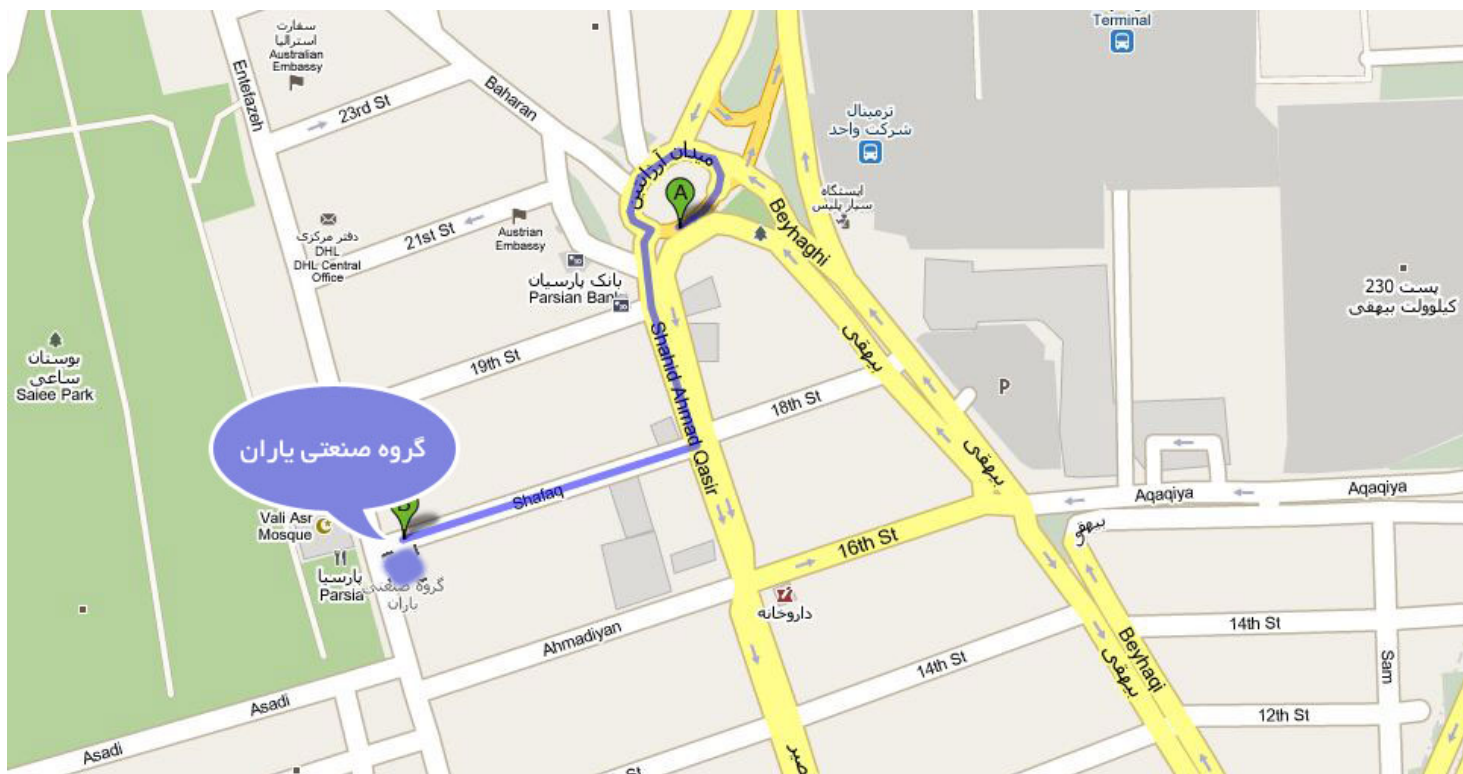 سفارت
استرالیا
Australian
Embassy
Terminal
Entefazeh
23rd St
Baharan
ترمینال
شرکت واحد
میدان آرژانتین
A
ایستگاه
سیار پلیس
دفتر مرکزی
DHL
DHL Central
Office
21st St
Austrian
Embassy
Beyhaghi
بانک پارسیان
Parsian Bank
پست 230
کیلوولت بیهقی
بوستان
ساعی
Saiee Park
19th St
Shahid Ahmad Qasir
بیهقی
P
18th St
گروه صنعتی یاران
بیهقی
Shafaq
B
Vali Asr
Mosque
Aqaqiya
Aqaqiya
بیهقی
16th St
پارسیا
Parsia
گروه صنعتی
یاران
داروخانه
Ahmadiyan
14th St
14th St
Beyhaqi
بیهقی
Sam
Asadi
Asadi
12th St